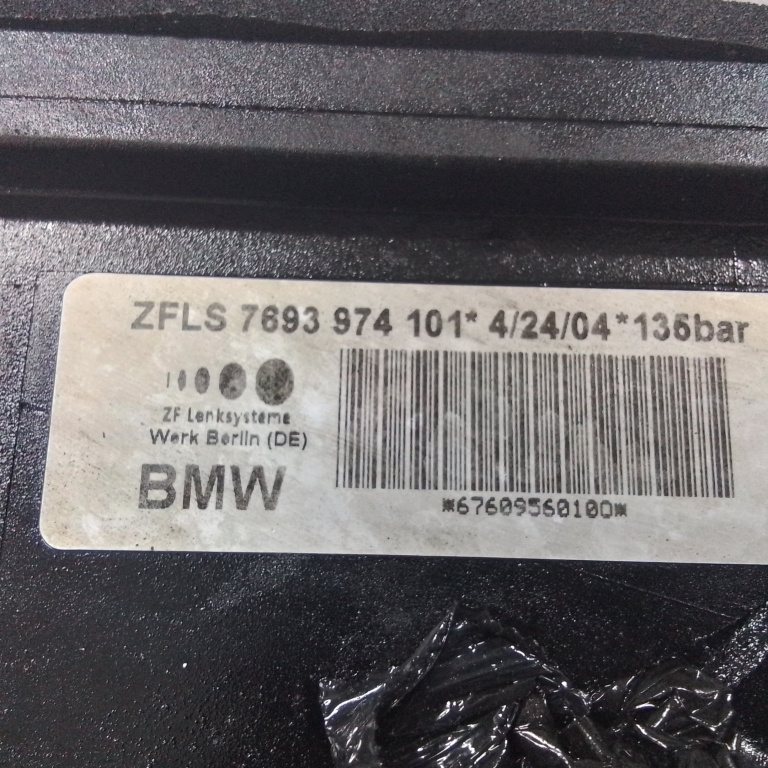 ZFLS 7693 974 101* 4/24/04*135bar
ZF Lenksysteme
Werk Berlin (DE)
BMW
*67609560100*